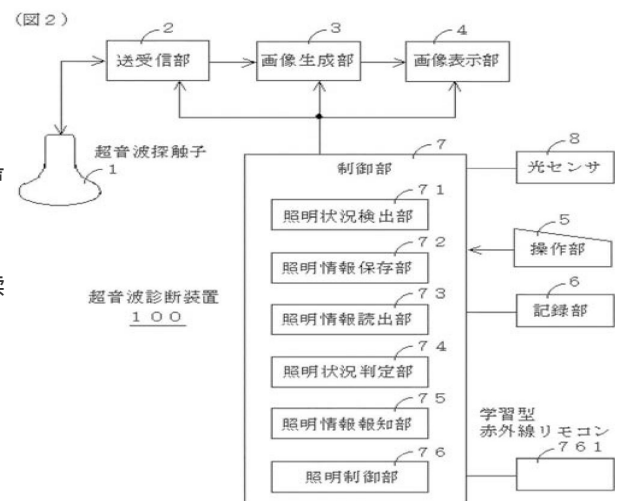 (図2)
2
送受信部
3
画像生成部
4
画像表示部
超音波探触子
1
7
制御部
8
光センサ
71
照明状況検出部
5
操作部
72
照明情報保存部
超音波診断装置
100
73
照明情報読出部
6
記録部
74
照明状況判定部
75
照明情報報知部
学習型
赤外線リモコン
761
76
照明制御部